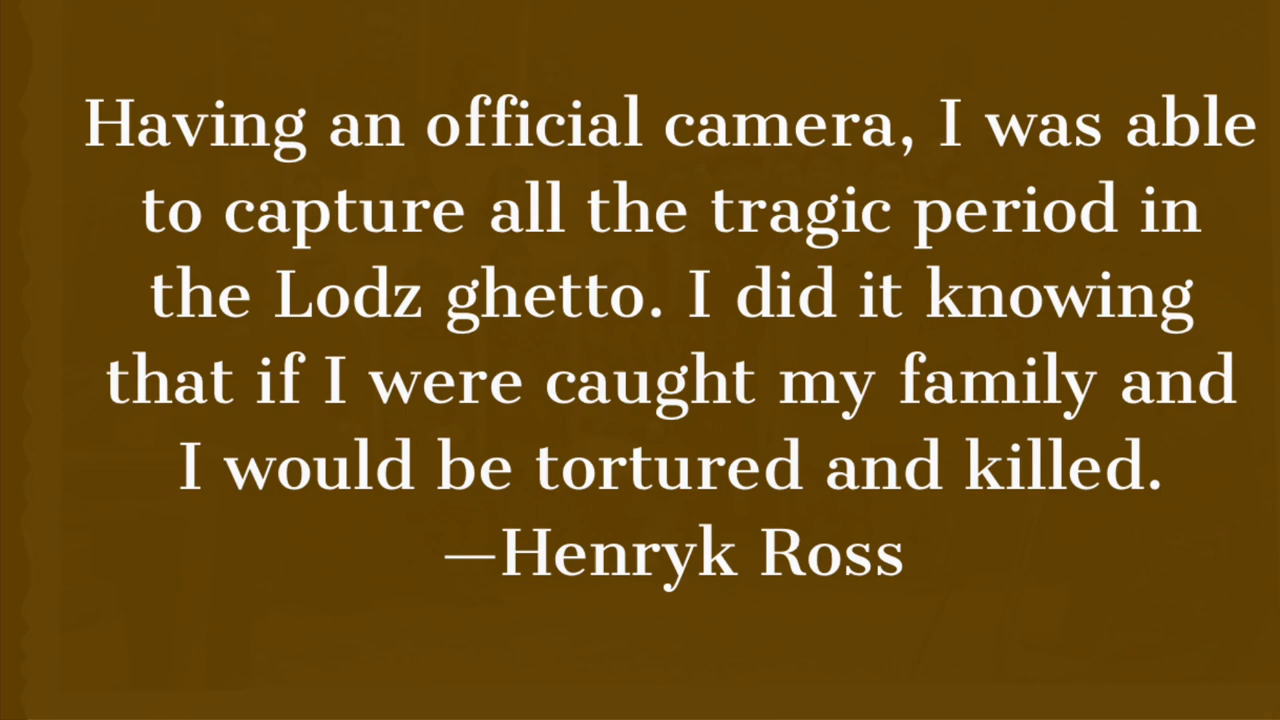 Having an official camera, I was able
to capture all the tragic period in
the Lodz ghetto. I did it knowing
that if I were caught my family and
I would be tortured and killed.
—Henryk Ross